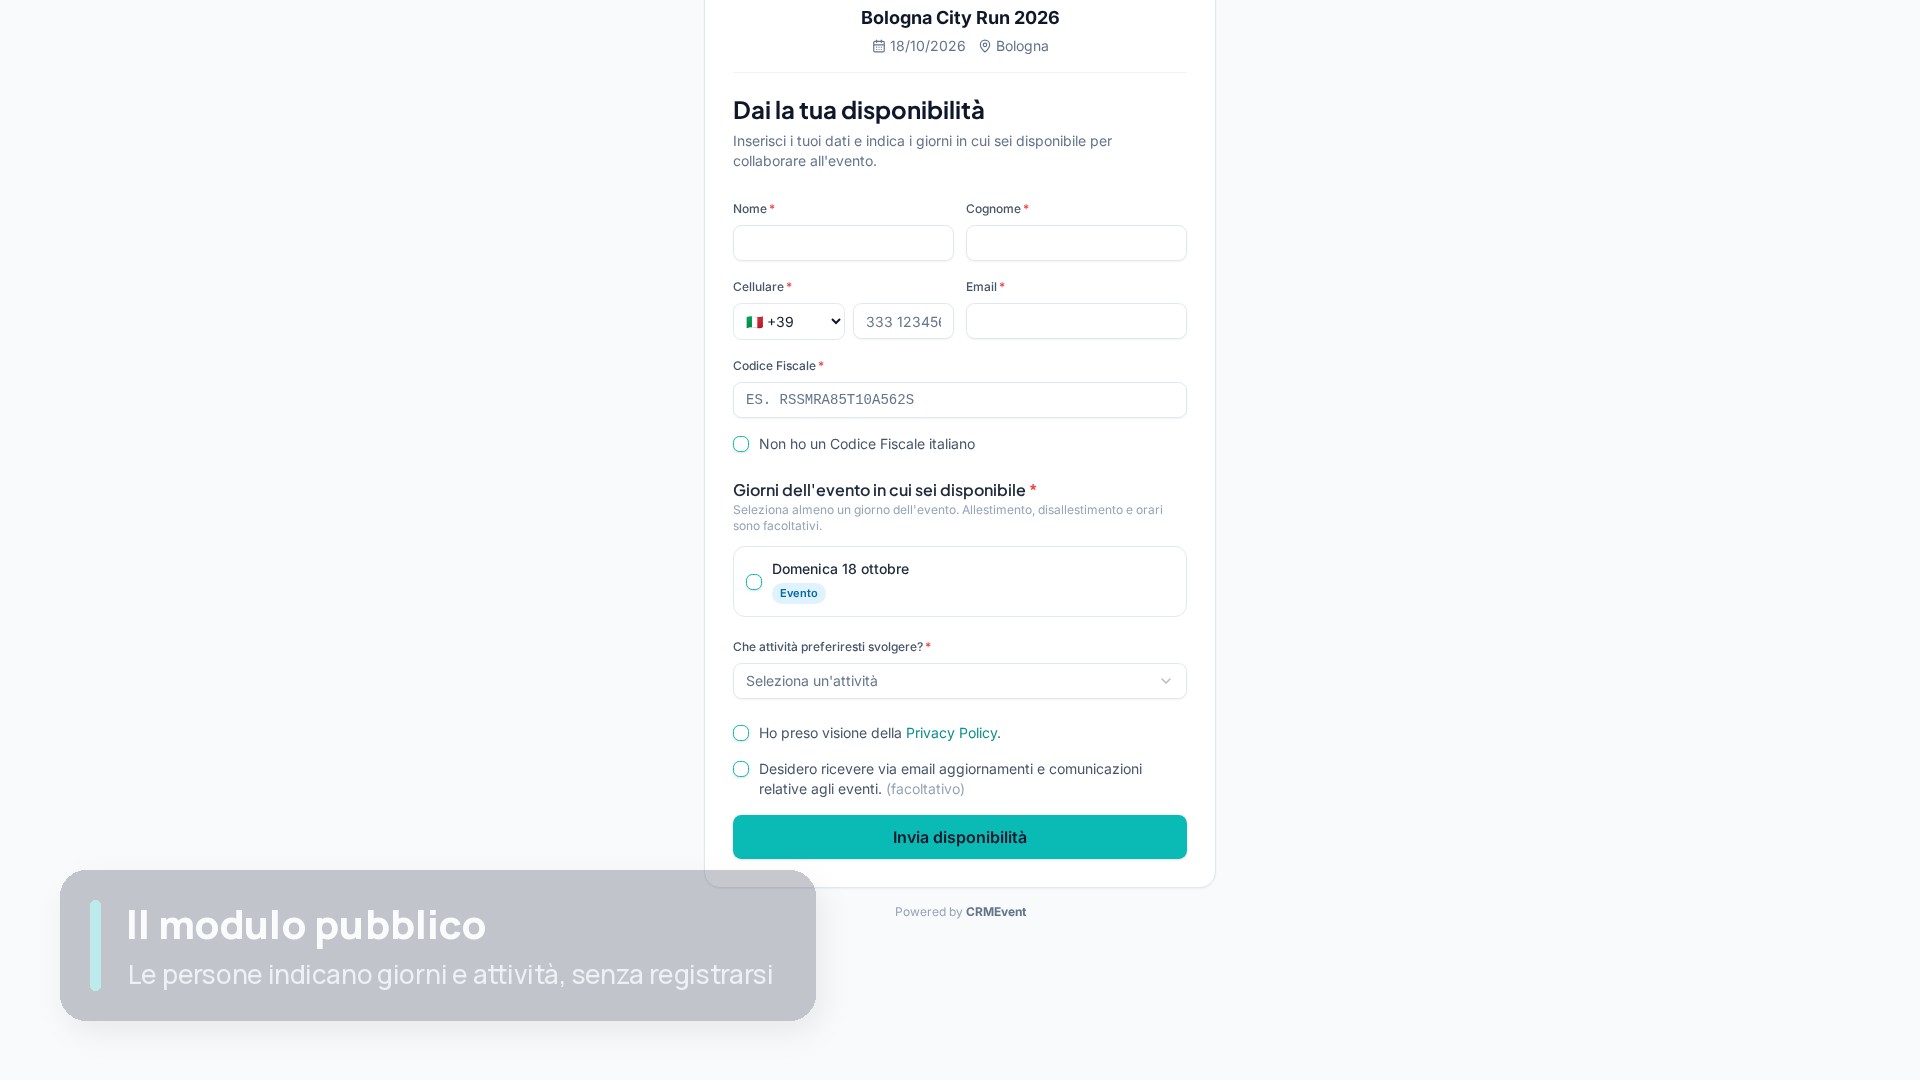 Bologna City Run 2026
18/10/2026 Bologna
Dai la tua disponibilità
Inserisci i tuoi dati e indica i giorni in cui sei disponibile per
collaborare all'evento.
Nome * Cognome *
Cellulare * Email *
🇮🇹 +39 333 123456
Codice Fiscale *
ES. RSSMRA85T10A562S
Non ho un Codice Fiscale italiano
Giorni dell'evento in cui sei disponibile *
Seleziona almeno un giorno dell'evento. Allestimento, disallestimento e orari
sono facoltativi.
Domenica 18 ottobre
Evento
Che attività preferiresti svolgere? *
Seleziona un'attività
Ho preso visione della Privacy Policy.
Desidero ricevere via email aggiornamenti e comunicazioni
relative agli eventi. (facoltativo)
Invia disponibilità
Powered by CRMEvent
Il modulo pubblico
Le persone indicano giorni e attività, senza registrarsi